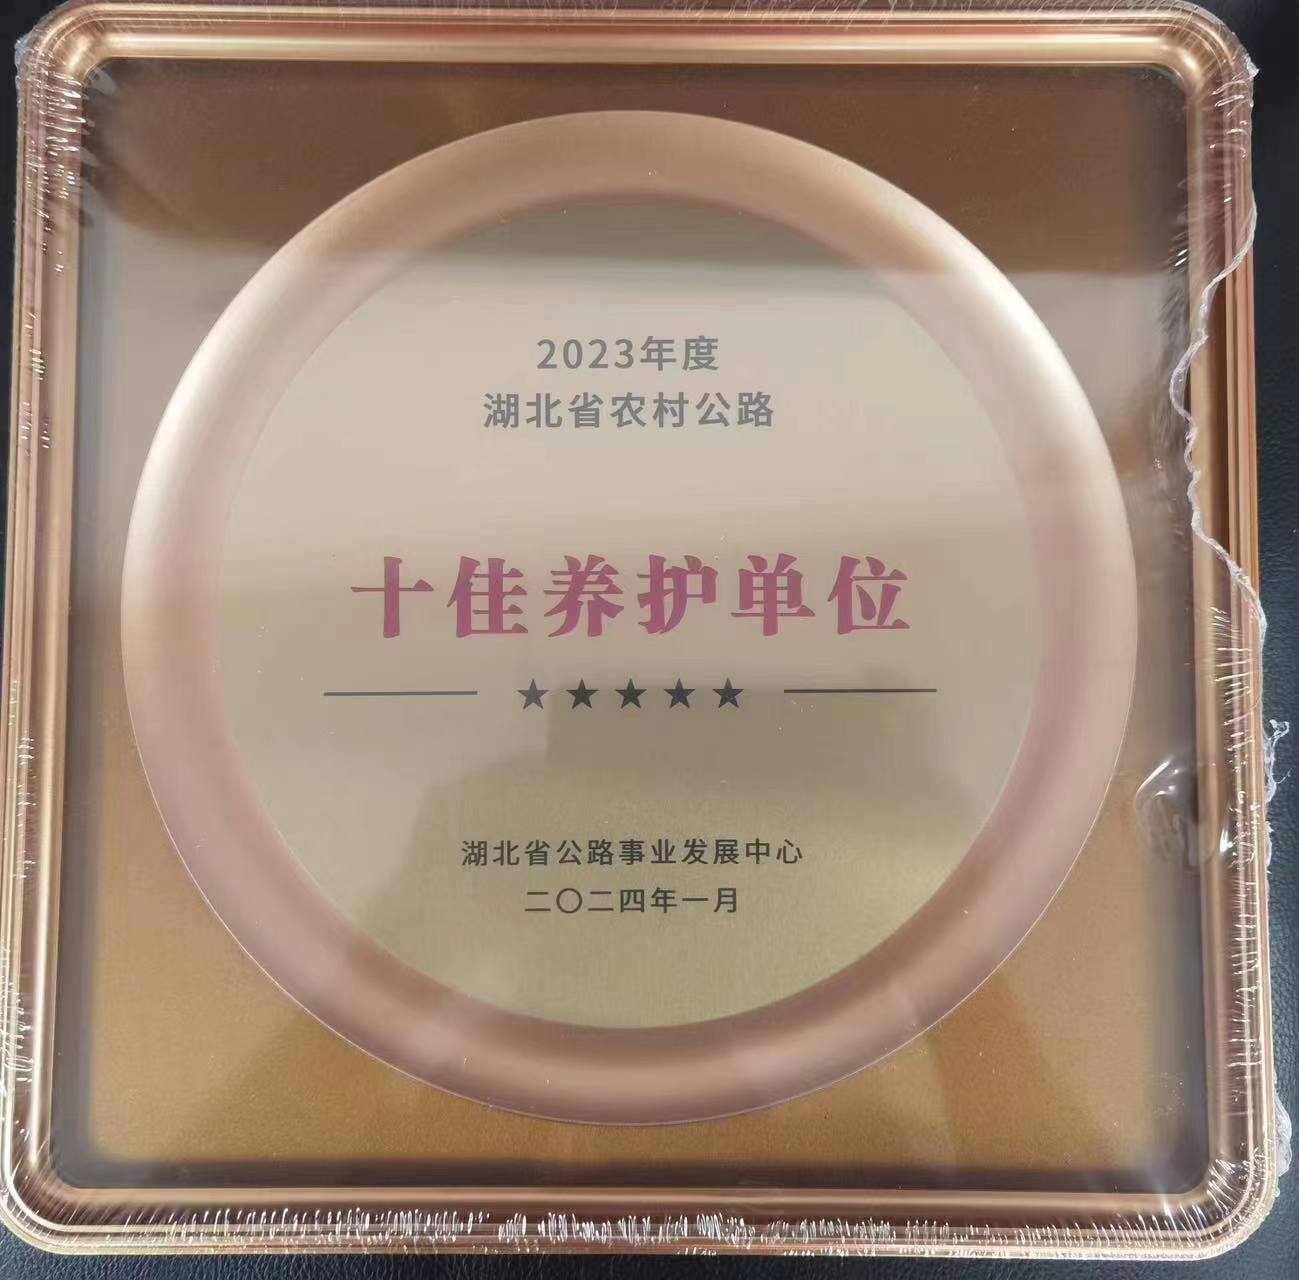 2023年度
湖北省农村公路
十佳养护单位
★★★★★
湖北省公路事业发展中心
二〇二四年一月